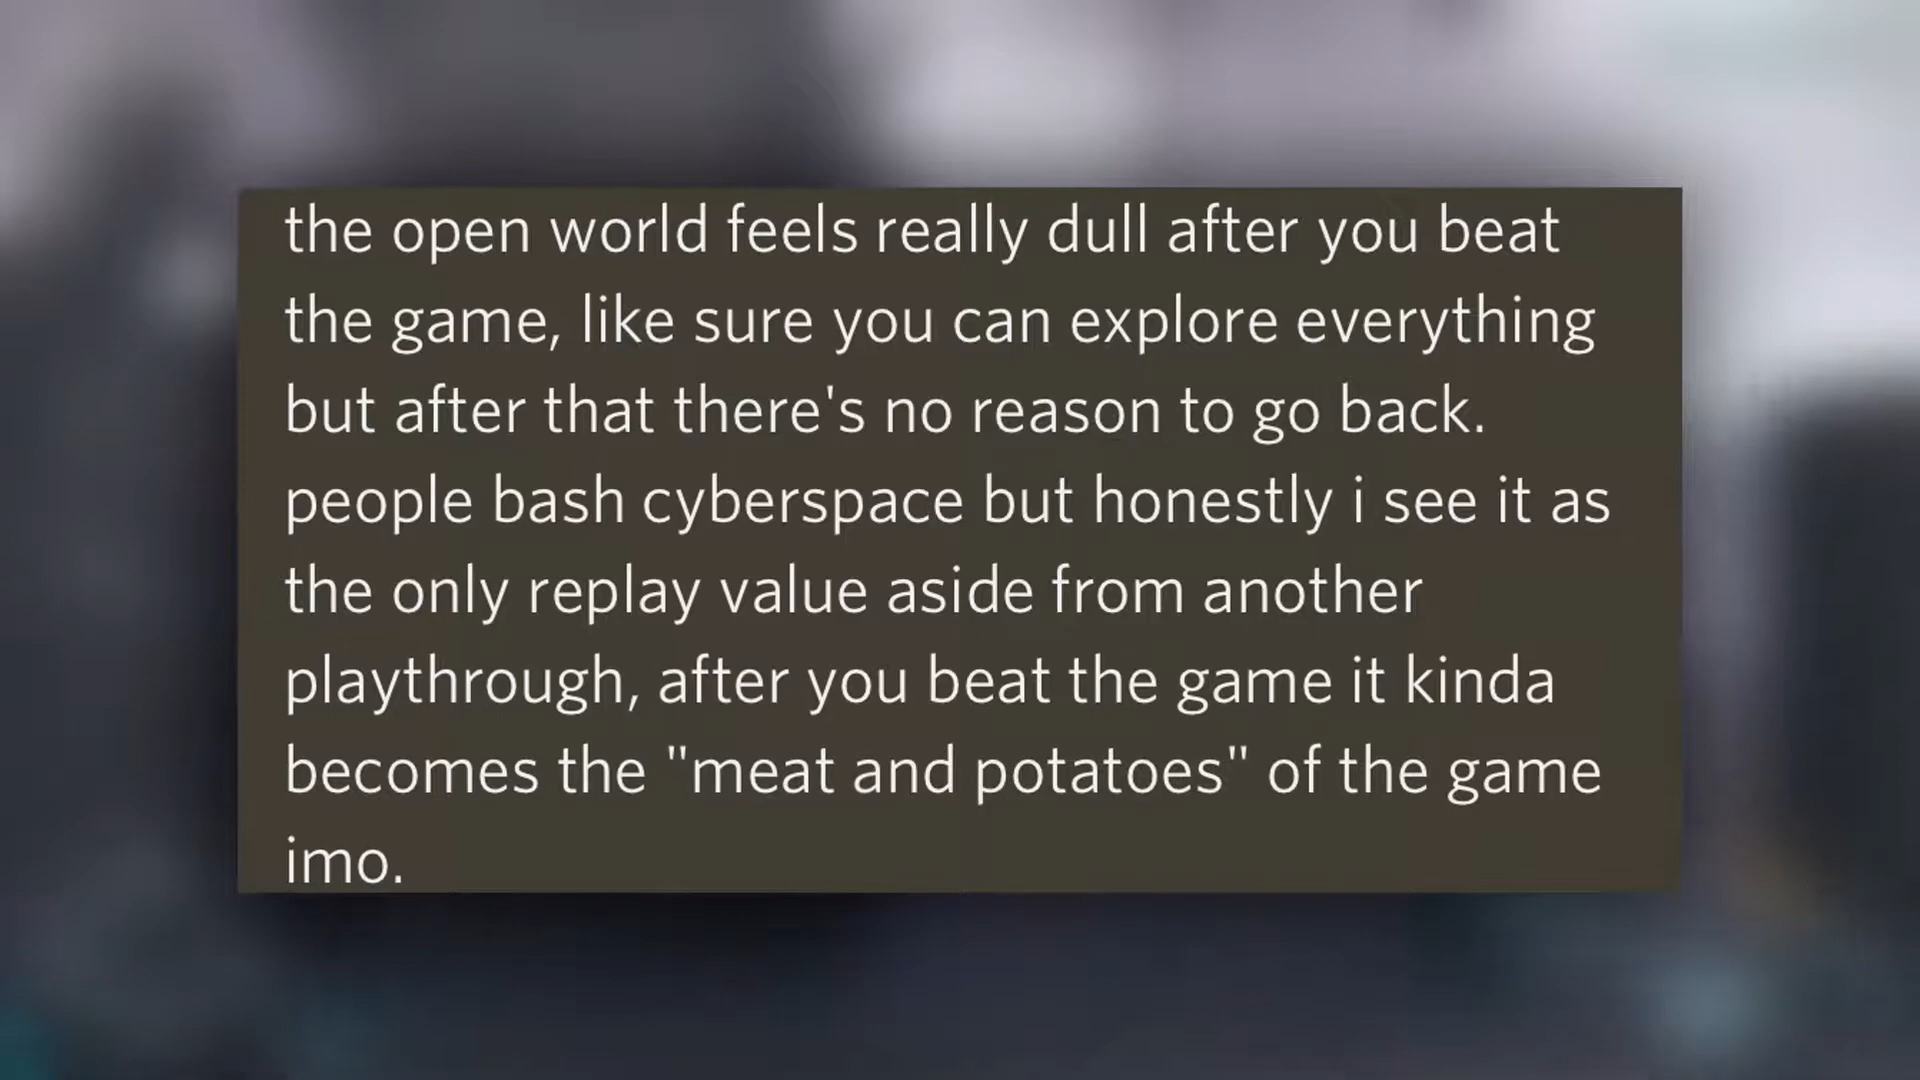 the open world feels really dull after you beat
the game, like sure you can explore everything
but after that there's no reason to go back.
people bash cyberspace but honestly i see it as
the only replay value aside from another
playthrough, after you beat the game it kinda
becomes the "meat and potatoes" of the game
imo.